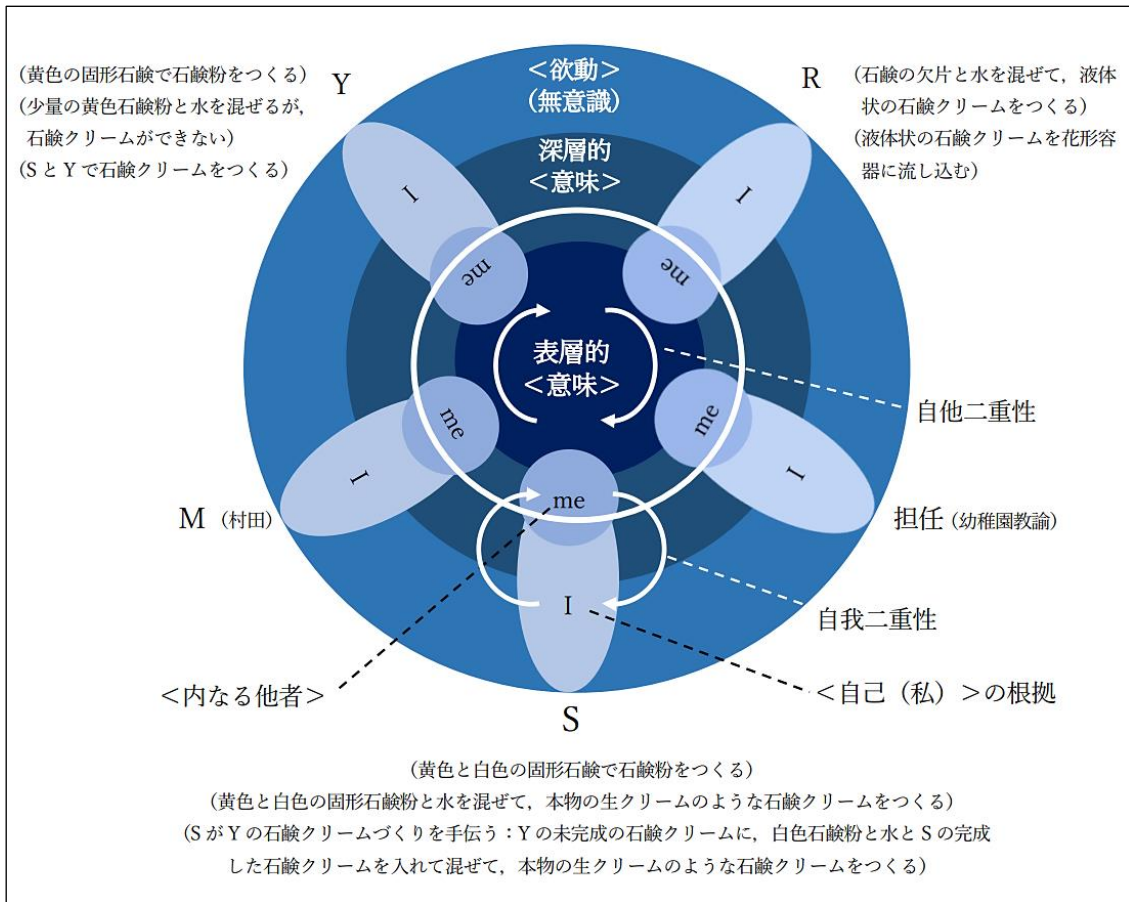 (黄色の固形石鹸で石鹸粉をつくる)
(少量の黄色石鹸粉と水を混ぜるが,
石鹸クリームができない)
(SとYで石鹸クリームをつくる)
Y
<欲動>
(無意識)
深層的
<意味>
R
(石鹸の欠片と水を混ぜて,液体
状の石鹸クリームをつくる)
(液体状の石鹸クリームを花形容
器に流し込む)
I
me
I
me
表層的
<意味>
自他二重性
me
I
me
I
M (村田)
me
I
担任 (幼稚園教諭)
自我二重性
<内なる他者>
<自己(私)>の根拠
S
(黄色と白色の固形石鹸で石鹸粉をつくる)
(黄色と白色の固形石鹸粉と水を混ぜて,本物の生クリームのような石鹸クリームをつくる)
(SがYの石鹸クリームづくりを手伝う:Yの未完成の石鹸クリームに,白色石鹸粉と水とSの完成
した石鹸クリームを入れて混ぜて,本物の生クリームのような石鹸クリームをつくる)